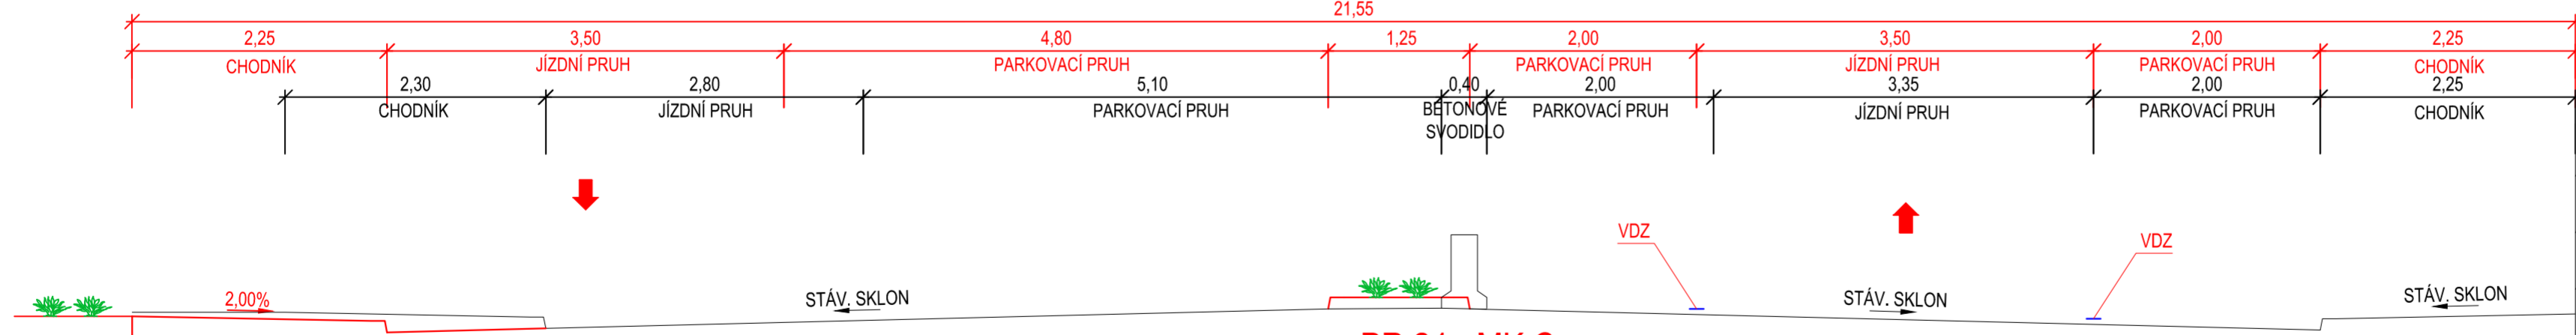 21,55
2,25 3,50 4,80 1,25 2,00 3,50 2,00 2,25
CHODNÍK JÍZDNÍ PRUH PARKOVACÍ PRUH PARKOVACÍ PRUH JÍZDNÍ PRUH PARKOVACÍ PRUH CHODNÍK
2,30 2,80 5,10 0,40 2,00 3,35 2,00 2,25
CHODNÍK JÍZDNÍ PRUH PARKOVACÍ PRUH BETONOVÉ PARKOVACÍ PRUH JÍZDNÍ PRUH PARKOVACÍ PRUH CHODNÍK
SVODIDLO
VDZ VDZ
2,00% STÁV. SKLON STÁV. SKLON STÁV. SKLON